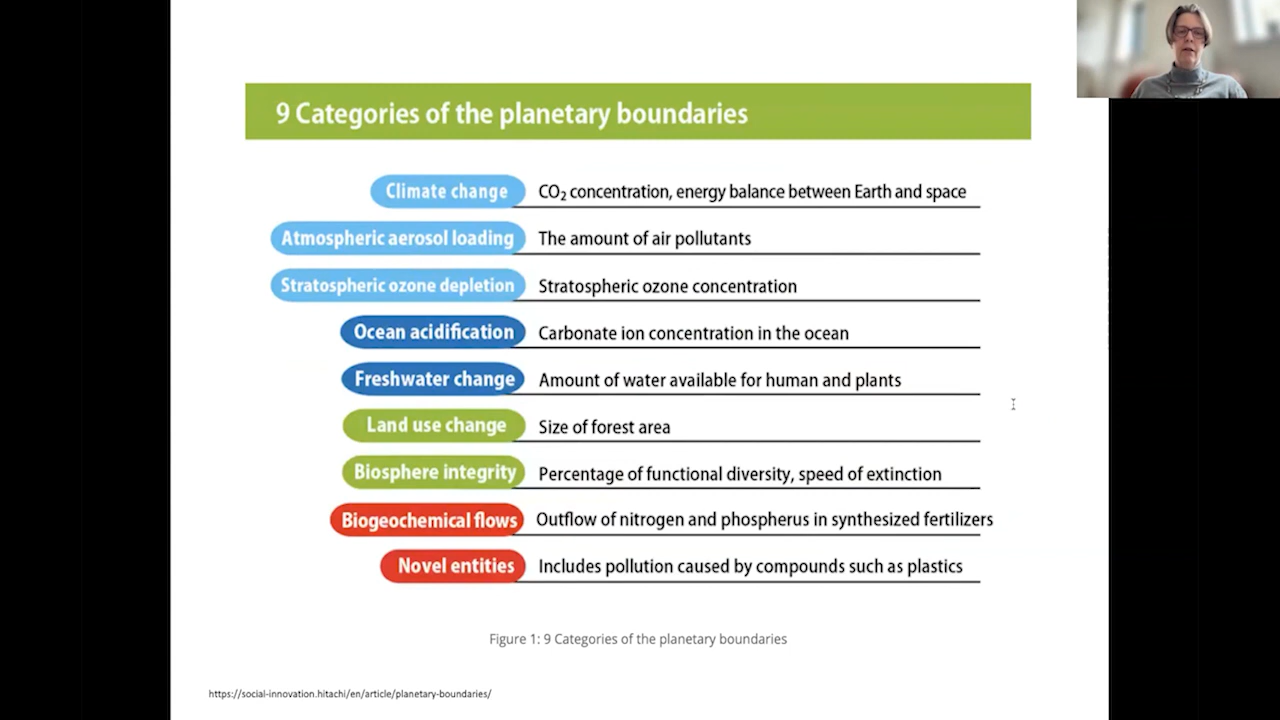 9 Categories of the planetary boundaries
Climate change CO₂ concentration, energy balance between Earth and space
Atmospheric aerosol loading The amount of air pollutants
Stratospheric ozone depletion Stratospheric ozone concentration
Ocean acidification Carbonate ion concentration in the ocean
Freshwater change Amount of water available for human and plants
Land use change Size of forest area
Biosphere integrity Percentage of functional diversity, speed of extinction
Biogeochemical flows Outflow of nitrogen and phospherus in synthesized fertilizers
Novel entities Includes pollution caused by compounds such as plastics
Figure 1: 9 Categories of the planetary boundaries
https://social-innovation.hitachi/en/article/planetary-boundaries/